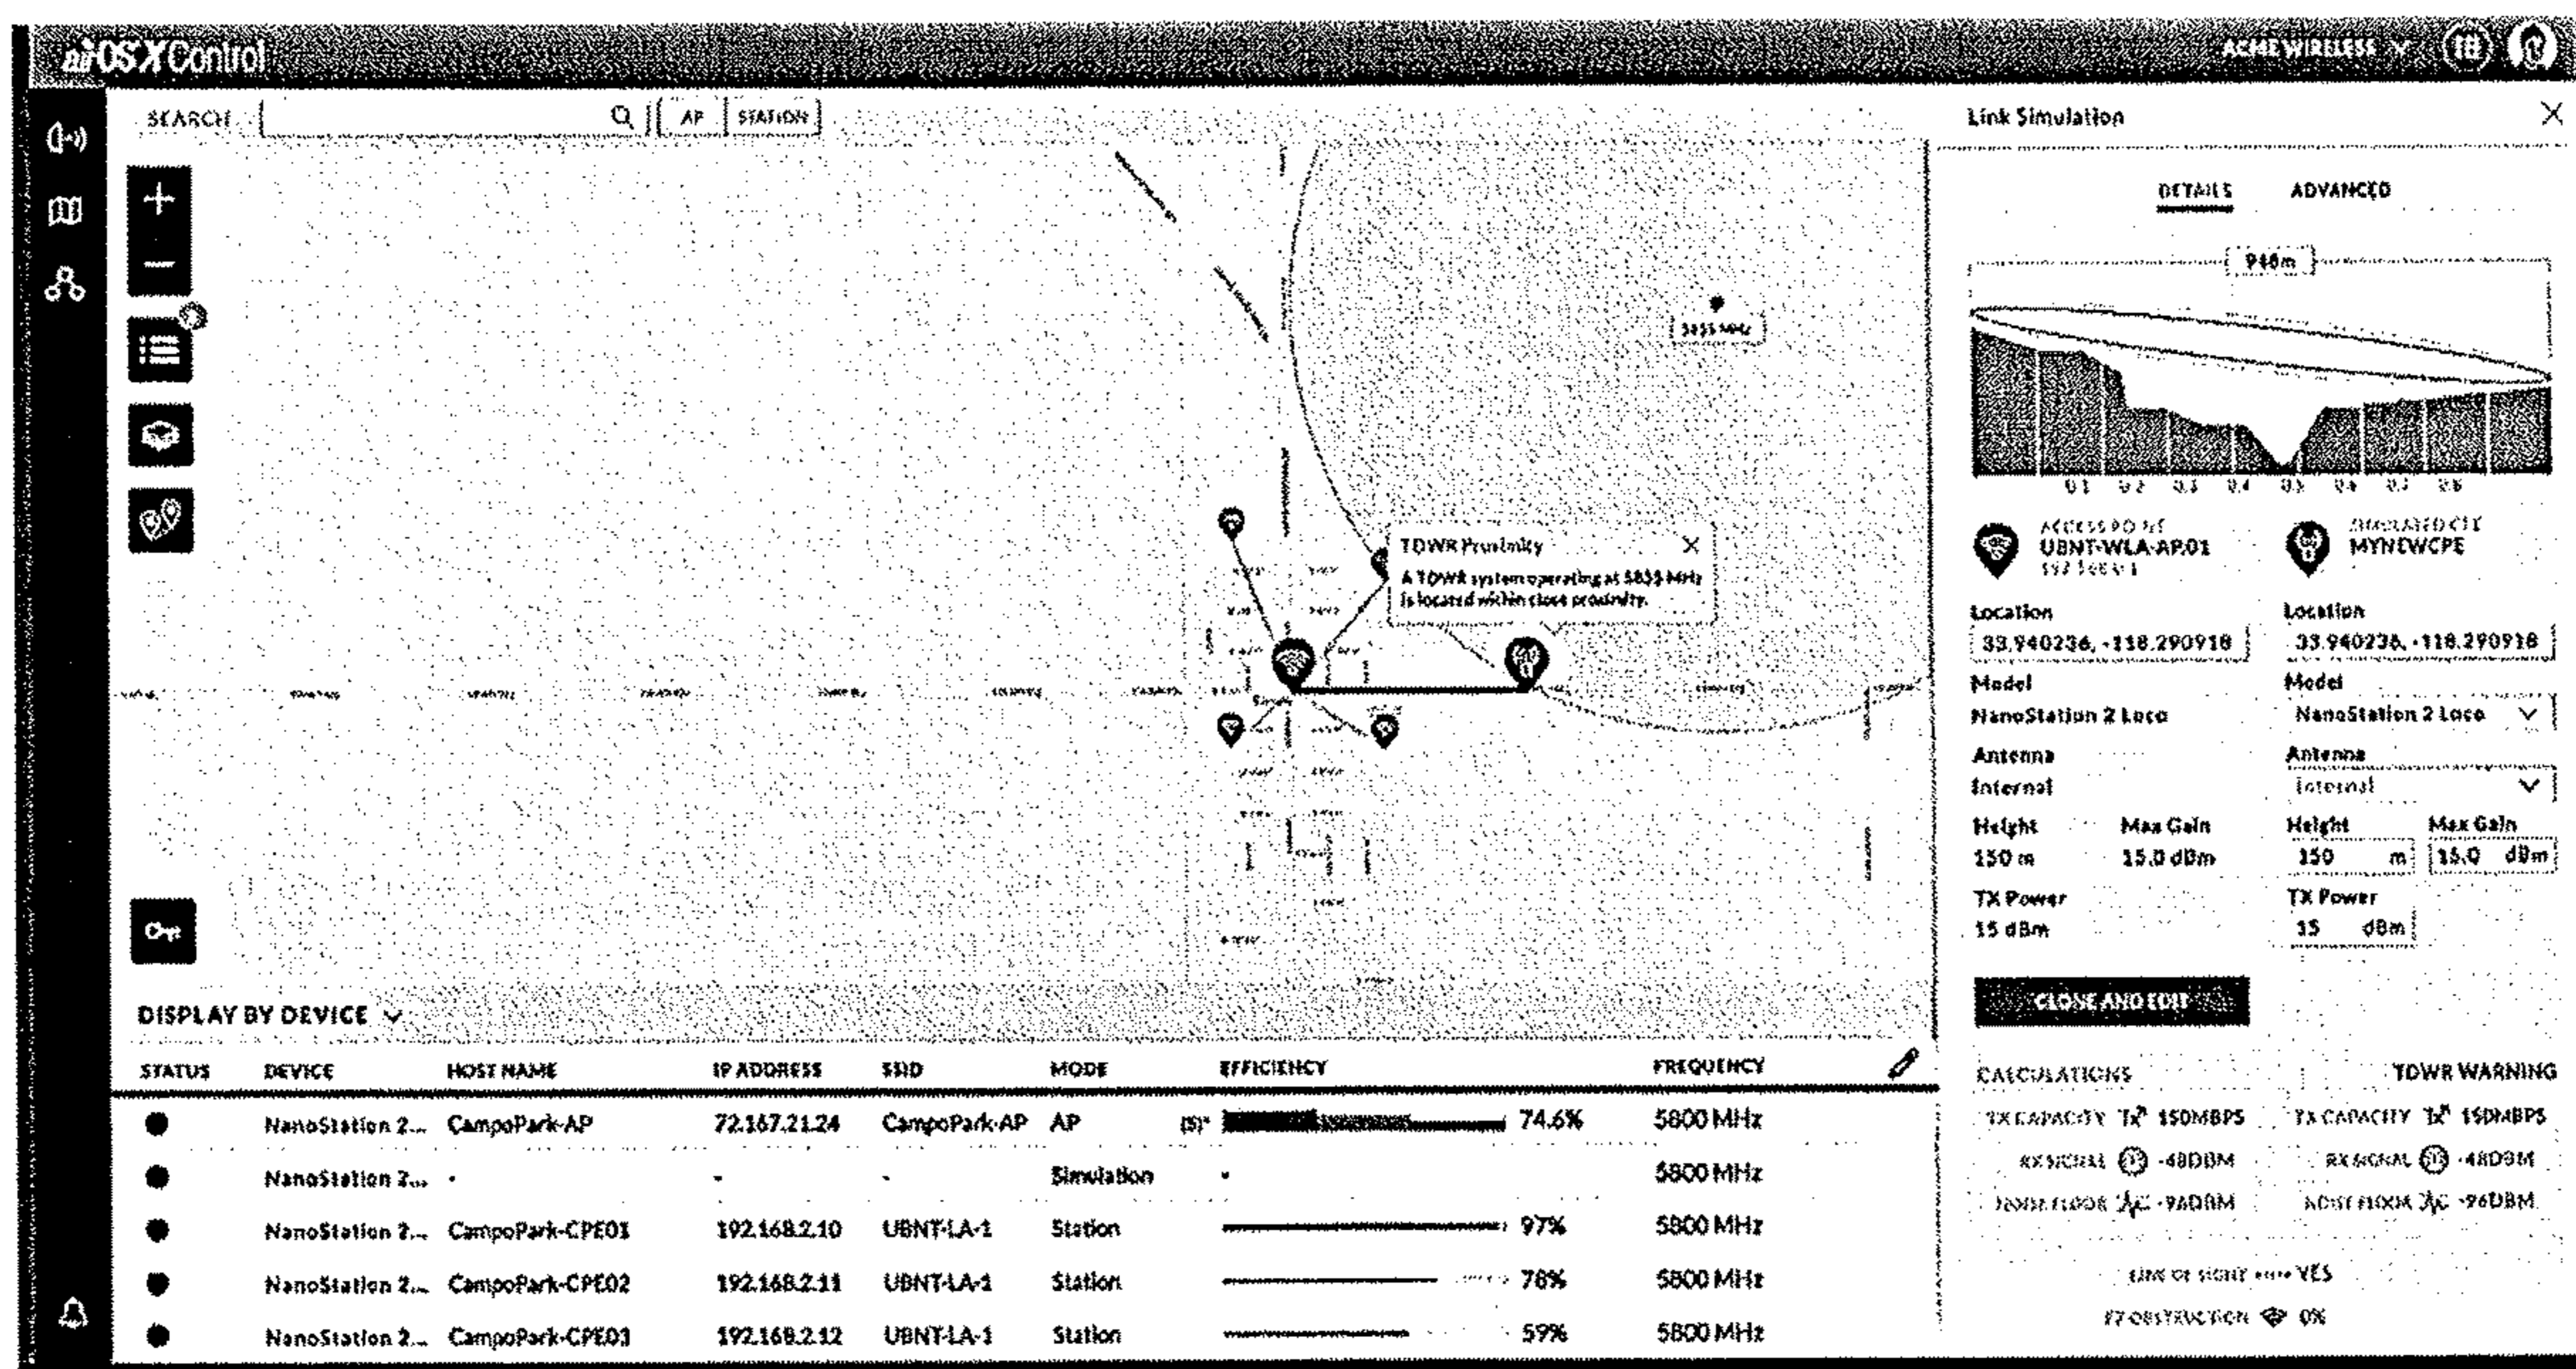 airOS X Control
ACME WIRELESS
SEARCH
AP STATION
Link Simulation
DETAILS ADVANCED
TDWR Proximity
A TDWR system operating at 5835 MHz
is located within close proximity.
ACCESS POINT
UBNT-WLA-AP.01
SIMULATED CPE
MYNEWCPE
Location
33.940236, -118.290918
Location
33.940236, -118.290918
Model
NanoStation 2 Loco
Model
NanoStation 2 Loco
Antenna
Internal
Antenna
Internal
Height Max Gain
150 m 15.0 dBm
Height Max Gain
150 m 15.0 dBm
TX Power
15 dBm
TX Power
15 dBm
CLONE AND EDIT
CALCULATIONS TDWR WARNING
TX CAPACITY 150MBPS TX CAPACITY 150MBPS
RX SIGNAL -48DBM RX SIGNAL -48DBM
NOISE FLOOR -96DBM NOISE FLOOR -96DBM
LINE OF SIGHT YES
FZ OBSTRUCTION 0%
DISPLAY BY DEVICE
STATUS DEVICE HOST NAME IP ADDRESS SSID MODE EFFICIENCY FREQUENCY
NanoStation 2... CampoPark-AP 72.167.21.24 CampoPark-AP AP 74.6% 5800 MHz
NanoStation 2... - - - Simulation - 5800 MHz
NanoStation 2... CampoPark-CPE01 192.168.2.10 UBNT-LA-1 Station 97% 5800 MHz
NanoStation 2... CampoPark-CPE02 192.168.2.11 UBNT-LA-1 Station 78% 5800 MHz
NanoStation 2... CampoPark-CPE03 192.168.2.12 UBNT-LA-1 Station 59% 5800 MHz